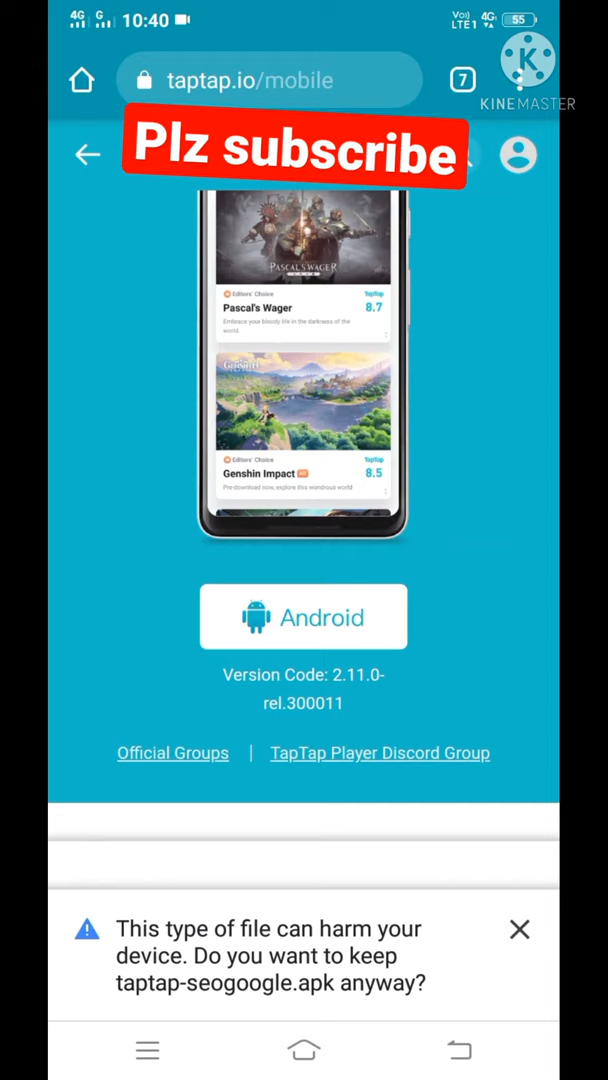 4G G 10:40 Vo) LTE1 4G 55
taptap.io/mobile 7
K
KINEMASTER
Plz subscribe
PASCAL'S WAGER
Editors' Choice TapTap
Pascal's Wager 8.7
Embrace your bloody life in the darkness of the
world.
Genshin
Editors' Choice TapTap
Genshin Impact 8.5
Pre-download now, explore this wondrous world
Android
Version Code: 2.11.0-
rel.300011
Official Groups | TapTap Player Discord Group
This type of file can harm your
device. Do you want to keep
taptap-seogoogle.apk anyway?